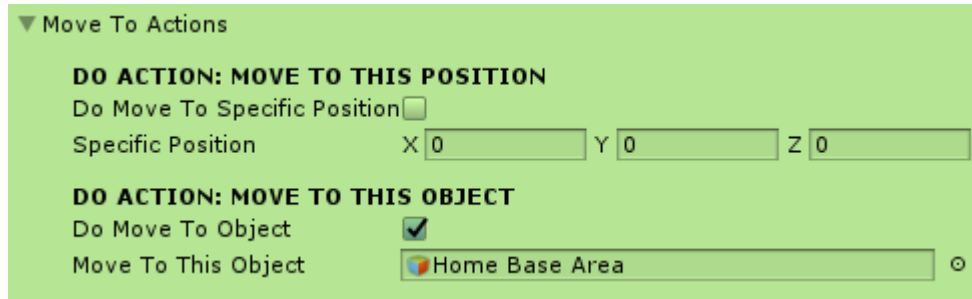 Move To Actions
DO ACTION: MOVE TO THIS POSITION
Do Move To Specific Position
Specific Position X 0 Y 0 Z 0
DO ACTION: MOVE TO THIS OBJECT
Do Move To Object
Move To This Object Home Base Area